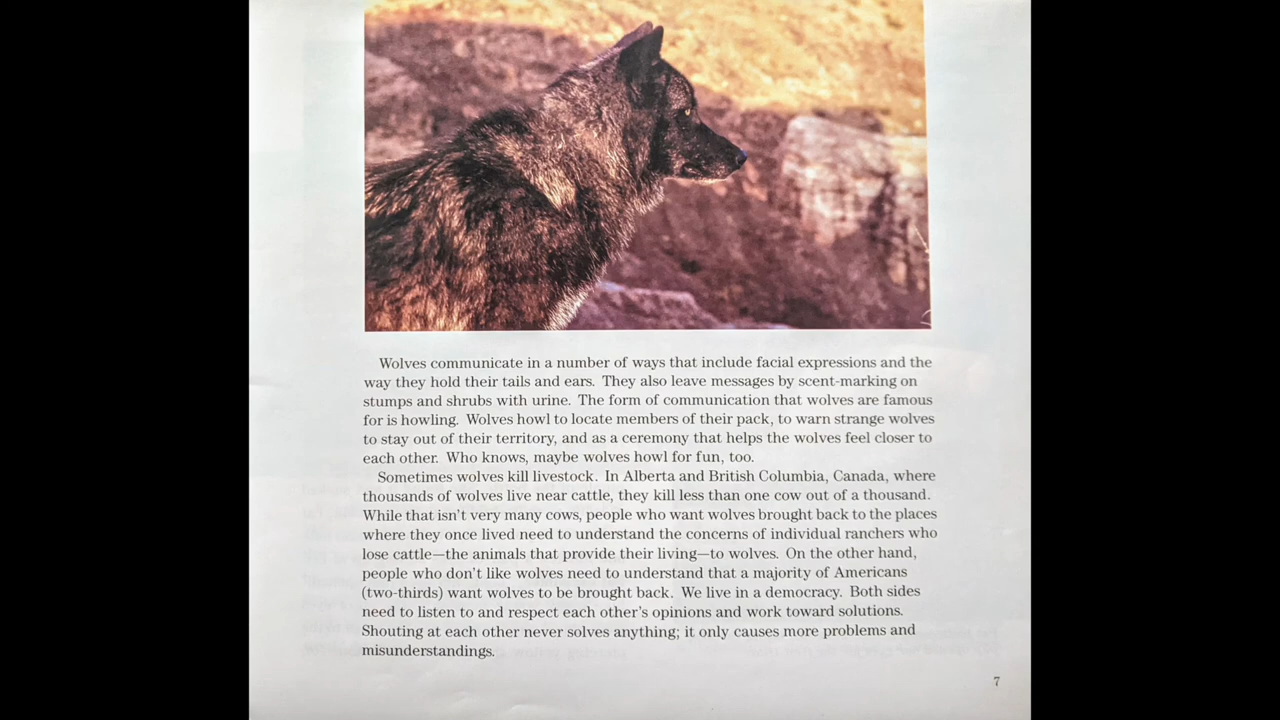 Wolves communicate in a number of ways that include facial expressions and the
way they hold their tails and ears. They also leave messages by scent-marking on
stumps and shrubs with urine. The form of communication that wolves are famous
for is howling. Wolves howl to locate members of their pack, to warn strange wolves
to stay out of their territory, and as a ceremony that helps the wolves feel closer to
each other. Who knows, maybe wolves howl for fun, too.
Sometimes wolves kill livestock. In Alberta and British Columbia, Canada, where
thousands of wolves live near cattle, they kill less than one cow out of a thousand.
While that isn't very many cows, people who want wolves brought back to the places
where they once lived need to understand the concerns of individual ranchers who
lose cattle—the animals that provide their living—to wolves. On the other hand,
people who don't like wolves need to understand that a majority of Americans
(two-thirds) want wolves to be brought back. We live in a democracy. Both sides
need to listen to and respect each other's opinions and work toward solutions.
Shouting at each other never solves anything; it only causes more problems and
misunderstandings.
7